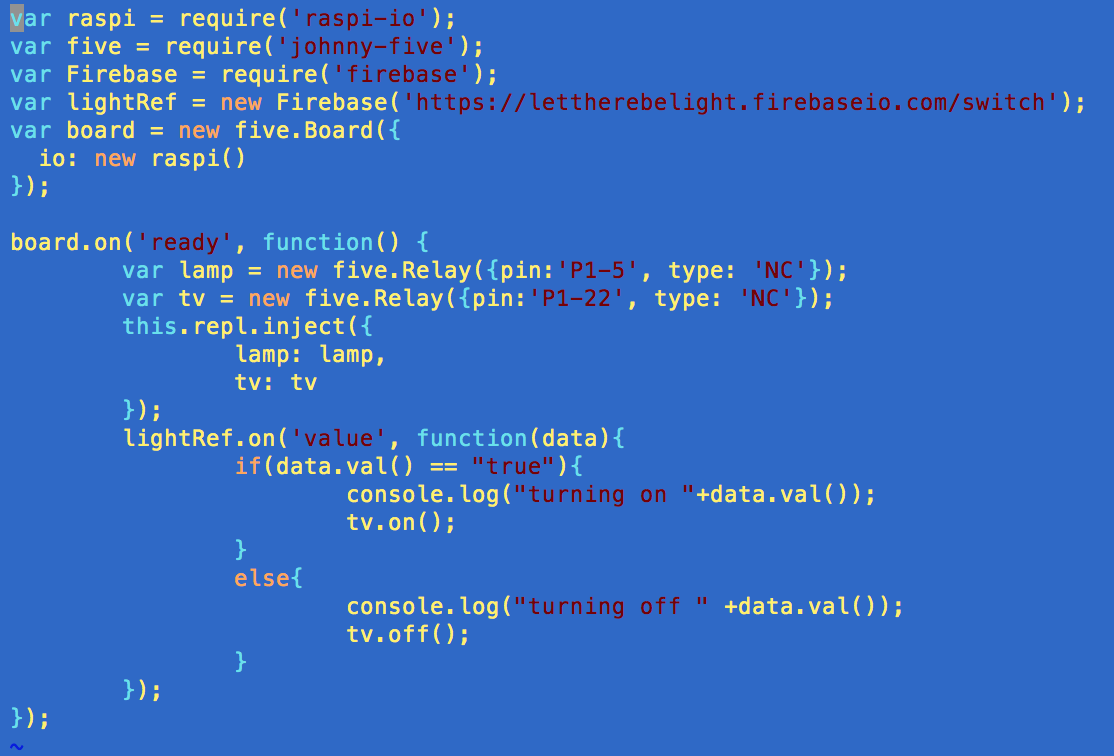 var raspi = require('raspi-io');
var five = require('johnny-five');
var Firebase = require('firebase');
var lightRef = new Firebase('https://lettherebelight.firebaseio.com/switch');
var board = new five.Board({
  io: new raspi()
});

board.on('ready', function() {
        var lamp = new five.Relay({pin:'P1-5', type: 'NC'});
        var tv = new five.Relay({pin:'P1-22', type: 'NC'});
        this.repl.inject({
                lamp: lamp,
                tv: tv
        });
        lightRef.on('value', function(data){
                if(data.val() == "true"){
                        console.log("turning on "+data.val());
                        tv.on();
                }
                else{
                        console.log("turning off " +data.val());
                        tv.off();
                }
        });
});
~